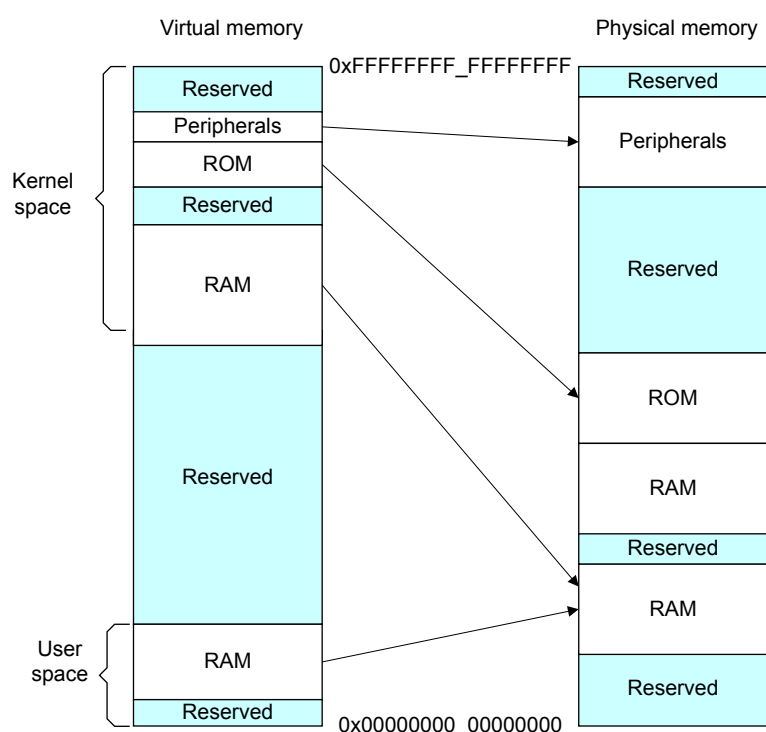 Virtual memory
Physical memory
0xFFFFFFFF_FFFFFFFF
Kernel
space
Reserved
Peripherals
ROM
Reserved
RAM
Reserved
User
space
RAM
Reserved
0x00000000_00000000
Reserved
Peripherals
Reserved
ROM
RAM
Reserved
RAM
Reserved